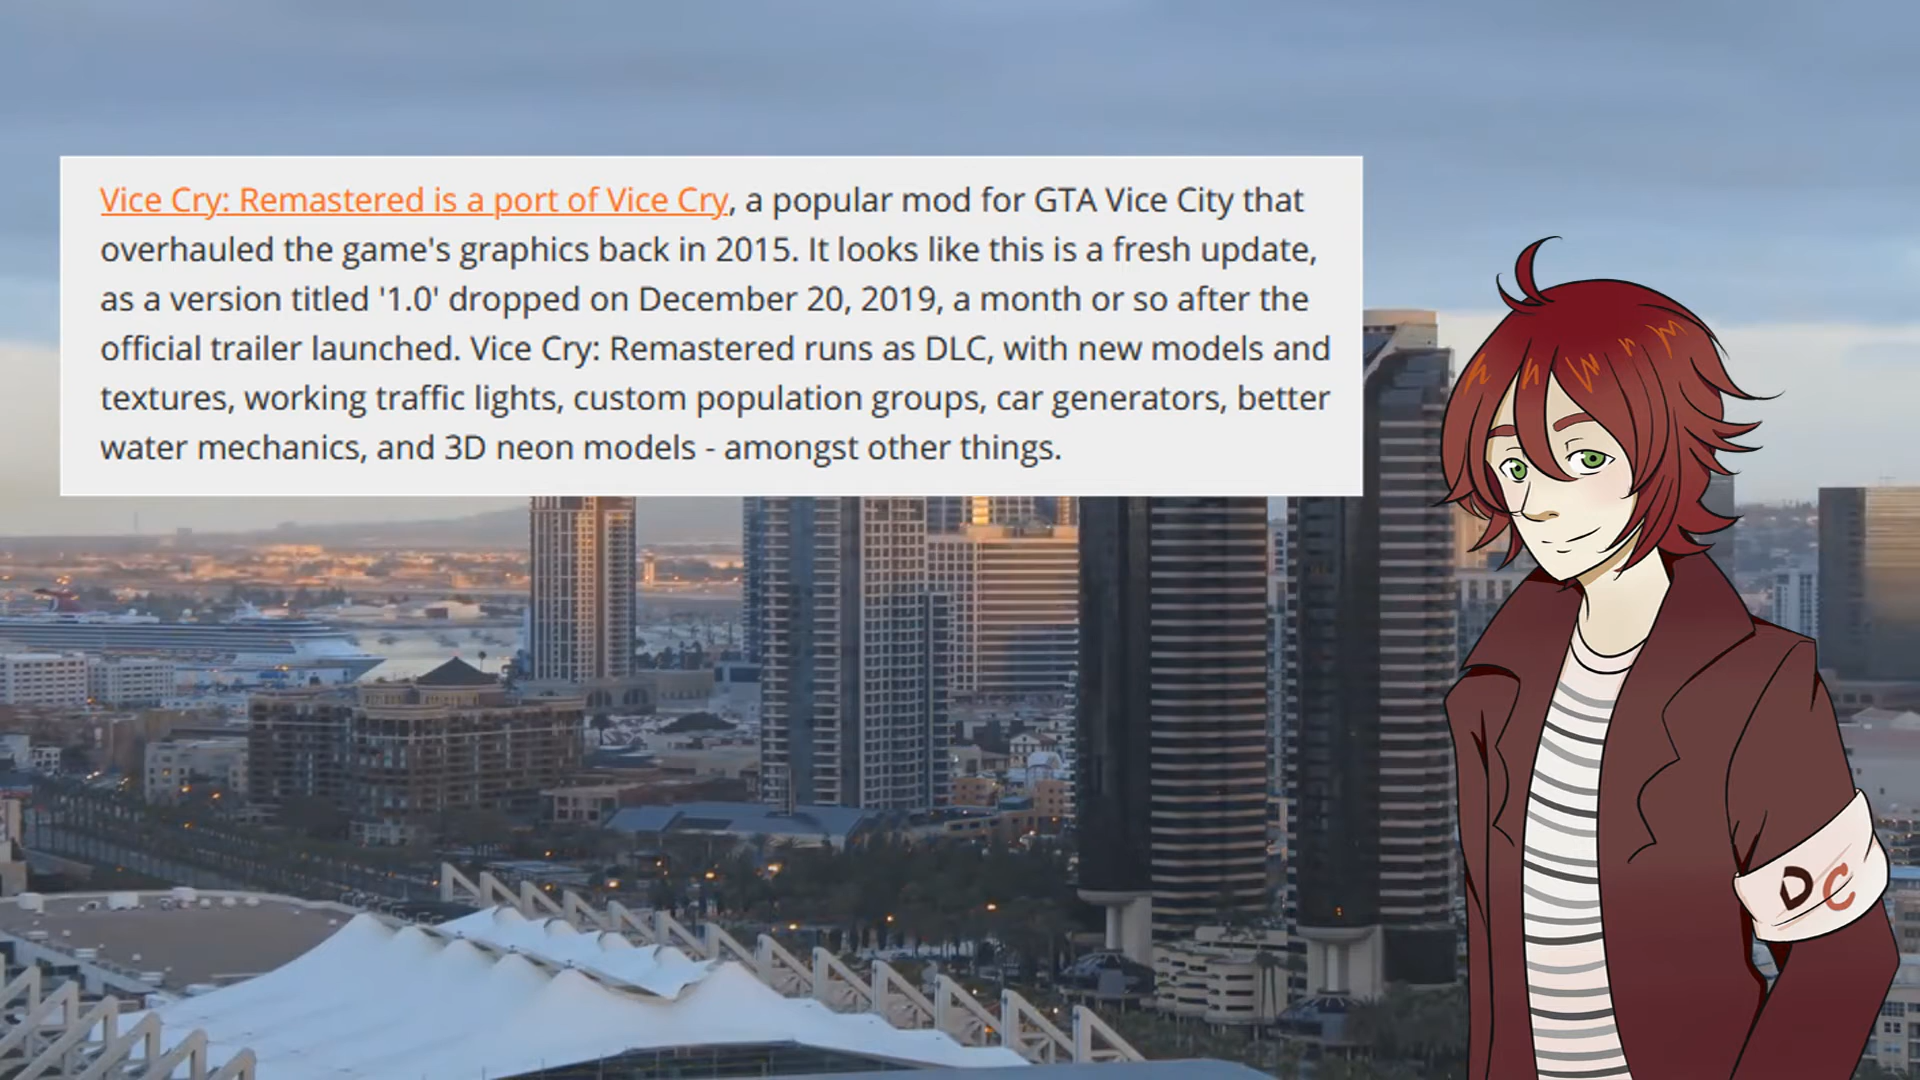 Vice Cry: Remastered is a port of Vice Cry, a popular mod for GTA Vice City that
overhauled the game's graphics back in 2015. It looks like this is a fresh update,
as a version titled '1.0' dropped on December 20, 2019, a month or so after the
official trailer launched. Vice Cry: Remastered runs as DLC, with new models and
textures, working traffic lights, custom population groups, car generators, better
water mechanics, and 3D neon models - amongst other things.
DC